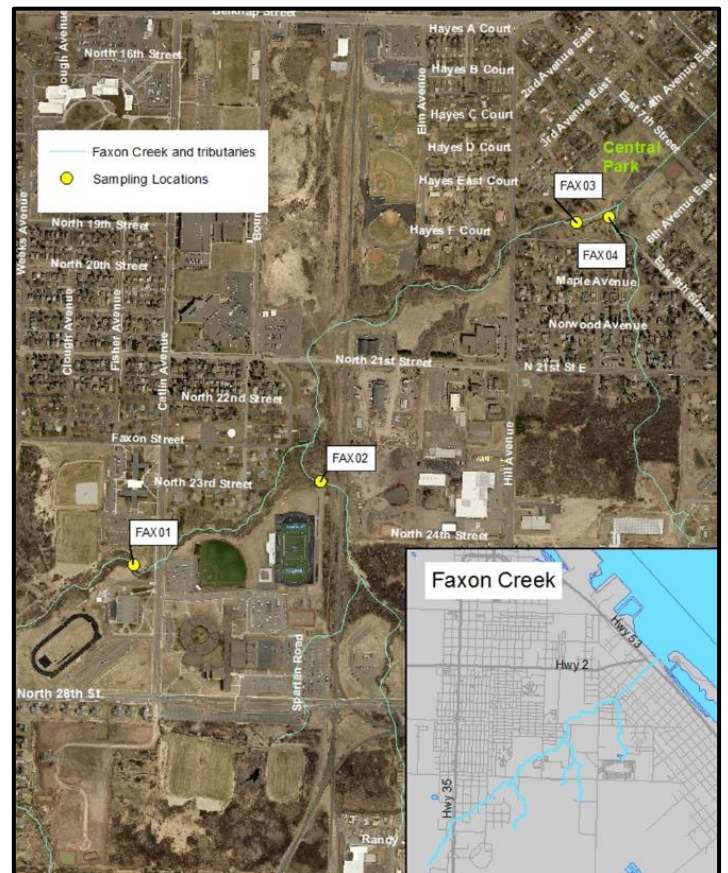 Belknap Street
Clough Avenue
North 16th Street
Hayes A Court
Hayes B Court
Elm Avenue
Hayes C Court
Hayes D Court
Hayes East Court
Hayes F Court
2nd Avenue East
3rd Avenue East
4th Avenue East
East 7th Street
Central
Park
6th Avenue East
East 9th Street
Faxon Creek and tributaries
Sampling Locations
FAX03
FAX04
Weeks Avenue
North 19th Street
North 20th Street
Clough Avenue
Fisher Avenue
Catlin Avenue
Maple Avenue
Norwood Avenue
North 21st Street
N 21st St E
North 22nd Street
Faxon Street
North 23rd Street
FAX02
Hill Avenue
North 24th Street
FAX01
Spartan Road
North 28th St.
Randy
Faxon Creek
Hwy 53
Hwy 2
Hwy 35